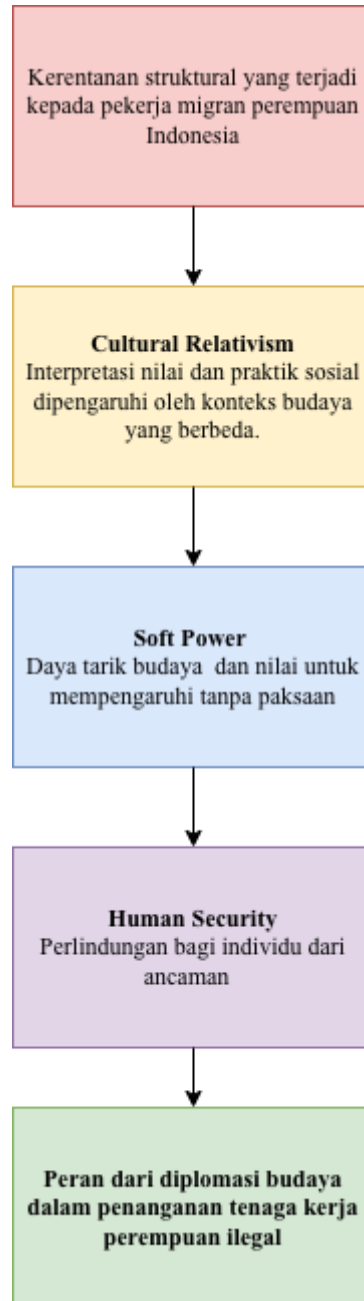 Kerentanan struktural yang terjadi
kepada pekerja migran perempuan
Indonesia
Cultural Relativism
Interpretasi nilai dan praktik sosial
dipengaruhi oleh konteks budaya
yang berbeda.
Soft Power
Daya tarik budaya dan nilai untuk
mempengaruhi tanpa paksaan
Human Security
Perlindungan bagi individu dari
ancaman
Peran dari diplomasi budaya
dalam penanganan tenaga kerja
perempuan ilegal